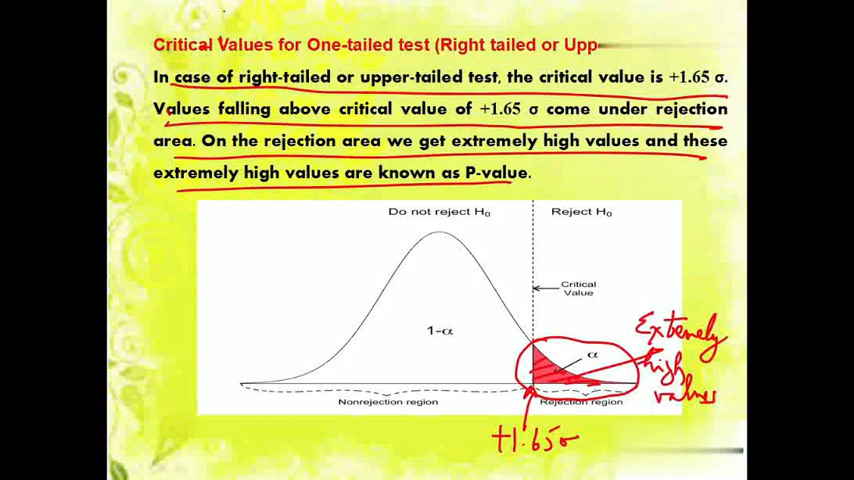 Critical Values for One-tailed test (Right tailed or Upp
In case of right-tailed or upper-tailed test, the critical value is +1.65 σ.
Values falling above critical value of +1.65 σ come under rejection
area. On the rejection area we get extremely high values and these
extremely high values are known as P-value.
Do not reject H₀
Reject H₀
Critical
Value
1-α
α
Extremely
high
values
Nonrejection region
Rejection region
+1.65σ